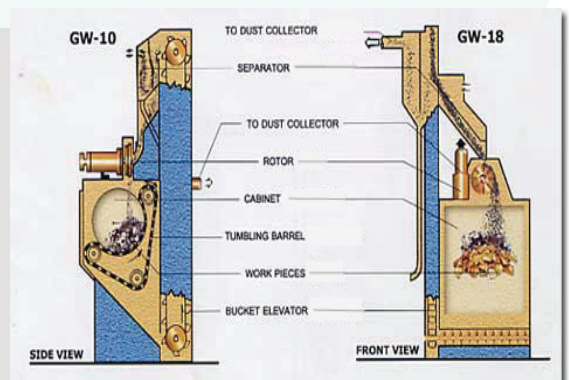 GW-10
TO DUST COLLECTOR
GW-18
SEPARATOR
TO DUST COLLECTOR
ROTOR
CABINET
TUMBLING BARREL
WORK PIECES
BUCKET ELEVATOR
SIDE VIEW
FRONT VIEW